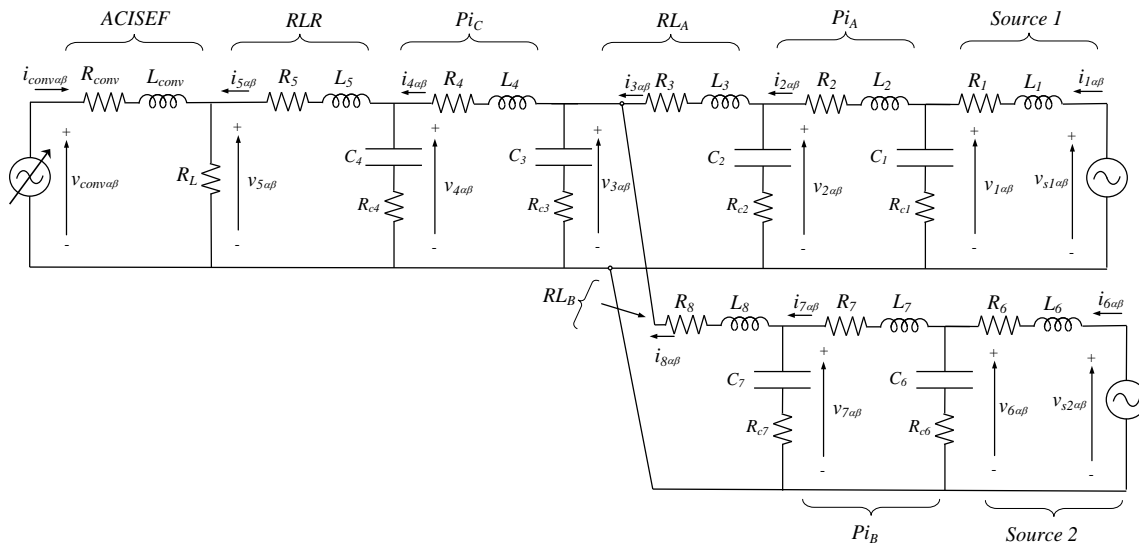 ACISEF RLR Pi_C RL_A Pi_A Source 1
i_convαβ R_conv L_conv i_5αβ R_5 L_5 i_4αβ R_4 L_4 i_3αβ R_3 L_3 i_2αβ R_2 L_2 R_1 L_1 i_1αβ
+ + + + + + +
C_4 C_3 C_2 C_1
v_convαβ R_L v_5αβ v_4αβ v_3αβ v_2αβ v_1αβ v_s1αβ
R_c4 R_c3 R_c2 R_c1
- - - - - - -
RL_B R_8 L_8 i_7αβ R_7 L_7 R_6 L_6 i_6αβ
i_8αβ
+ + +
C_7 C_6
v_7αβ v_6αβ v_s2αβ
R_c7 R_c6
- - -
Pi_B Source 2